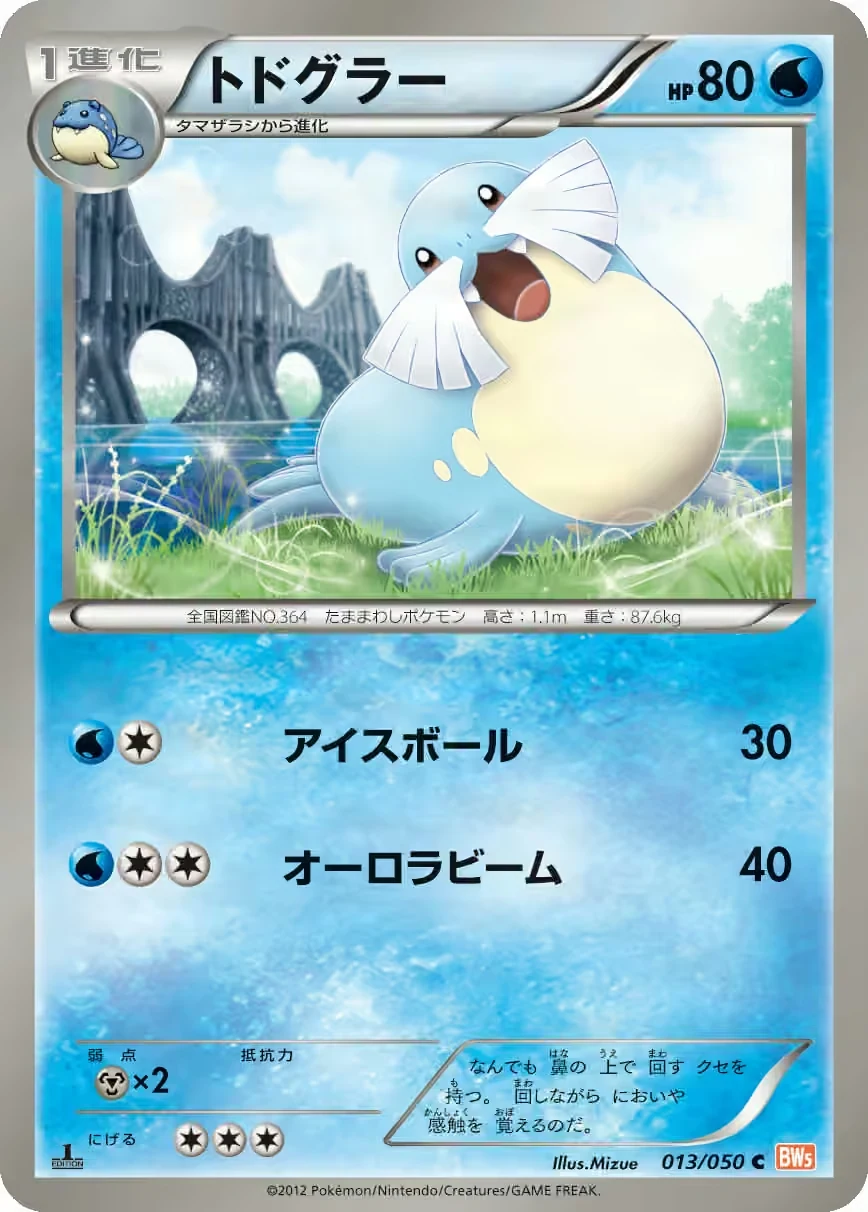 1進化
トドグラー
HP80
タマザラシから進化
全国図鑑NO.364 たままわしポケモン 高さ：1.1m 重さ：87.6kg
アイスボール 30
オーロラビーム 40
弱点 抵抗力
×2
にげる
なんでも 鼻の 上で 回す クセを
持つ。 回しながら においや
感触を 覚えるのだ。
1 EDITION
Illus.Mizue 013/050 C BW5
©2012 Pokémon/Nintendo/Creatures/GAME FREAK.